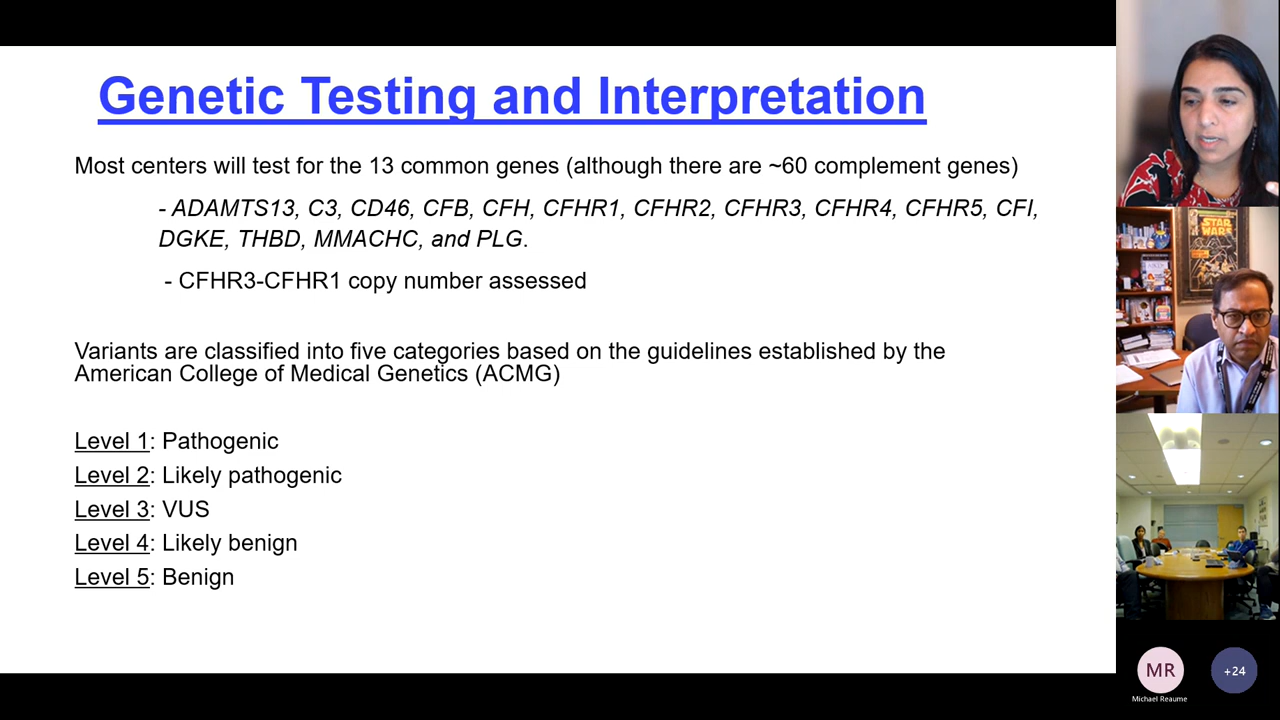 Genetic Testing and Interpretation
Most centers will test for the 13 common genes (although there are ~60 complement genes)
- ADAMTS13, C3, CD46, CFB, CFH, CFHR1, CFHR2, CFHR3, CFHR4, CFHR5, CFI,
DGKE, THBD, MMACHC, and PLG.
- CFHR3-CFHR1 copy number assessed
Variants are classified into five categories based on the guidelines established by the
American College of Medical Genetics (ACMG)
Level 1: Pathogenic
Level 2: Likely pathogenic
Level 3: VUS
Level 4: Likely benign
Level 5: Benign
STAR
WARS
MR
Michael Reaume
+24